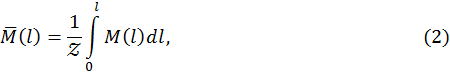 M̅(l) = 1/𝓏 ∫₀ˡ M(l)dl, (2)